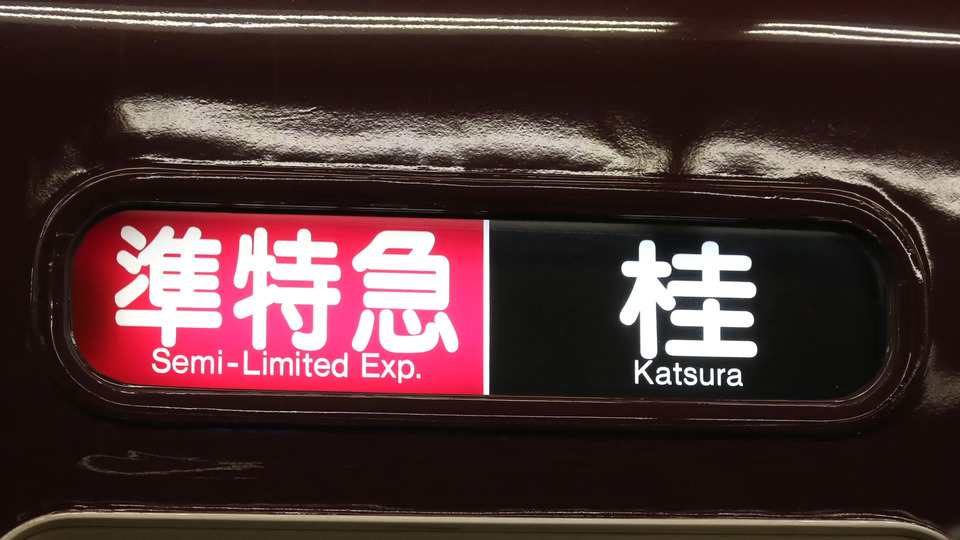 準特急
Semi-Limited Exp.
桂
Katsura